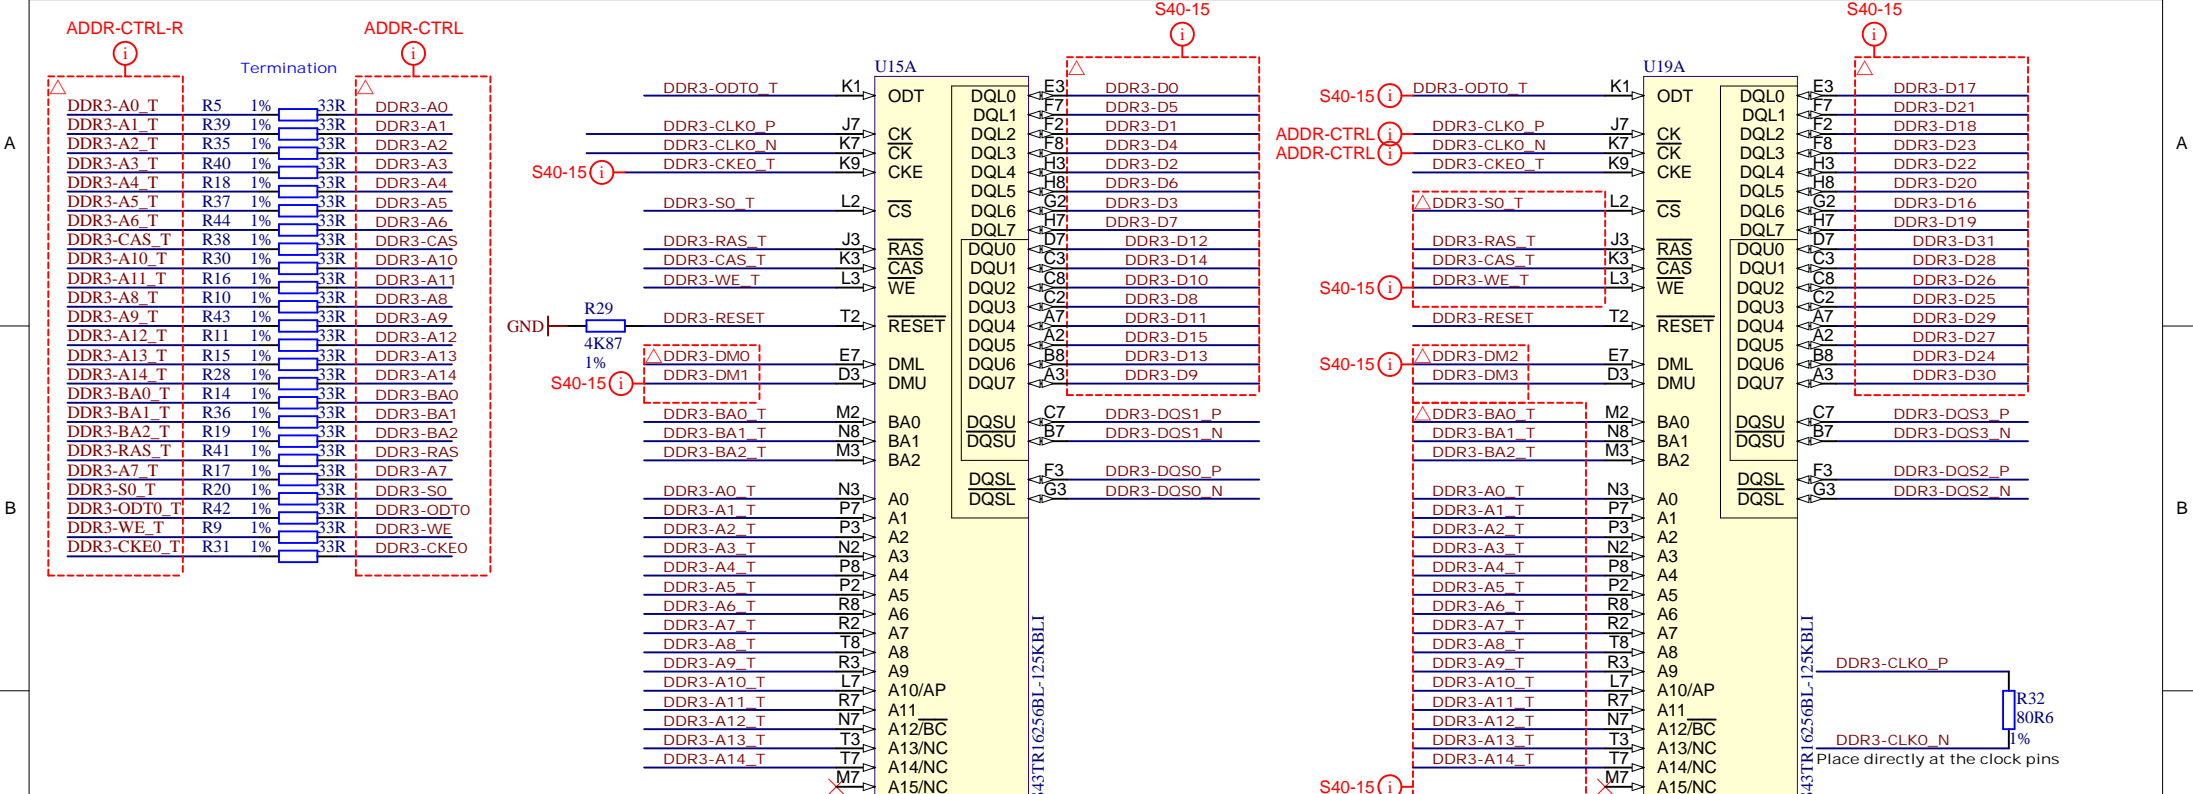 ADDR-CTRL-R
ADDR-CTRL
Termination
DDR3-A0_T R5 1% 33R DDR3-A0
DDR3-A1_T R39 1% 33R DDR3-A1
DDR3-A2_T R35 1% 33R DDR3-A2
DDR3-A3_T R40 1% 33R DDR3-A3
DDR3-A4_T R18 1% 33R DDR3-A4
DDR3-A5_T R37 1% 33R DDR3-A5
DDR3-A6_T R44 1% 33R DDR3-A6
DDR3-CAS_T R38 1% 33R DDR3-CAS
DDR3-A10_T R30 1% 33R DDR3-A10
DDR3-A11_T R16 1% 33R DDR3-A11
DDR3-A8_T R10 1% 33R DDR3-A8
DDR3-A9_T R43 1% 33R DDR3-A9
DDR3-A12_T R11 1% 33R DDR3-A12
DDR3-A13_T R15 1% 33R DDR3-A13
DDR3-A14_T R28 1% 33R DDR3-A14
DDR3-BA0_T R14 1% 33R DDR3-BA0
DDR3-BA1_T R36 1% 33R DDR3-BA1
DDR3-BA2_T R19 1% 33R DDR3-BA2
DDR3-RAS_T R41 1% 33R DDR3-RAS
DDR3-A7_T R17 1% 33R DDR3-A7
DDR3-S0_T R20 1% 33R DDR3-S0
DDR3-ODT0_T R42 1% 33R DDR3-ODT0
DDR3-WE_T R9 1% 33R DDR3-WE
DDR3-CKE0_T R31 1% 33R DDR3-CKE0
A
B
S40-15
U15A
DDR3-ODT0_T K1 ODT
DDR3-CLK0_P J7 CK
DDR3-CLK0_N K7 CK
S40-15 DDR3-CKE0_T K9 CKE
DDR3-S0_T L2 CS
DDR3-RAS_T J3 RAS
DDR3-CAS_T K3 CAS
DDR3-WE_T L3 WE
GND R29 4K87 1% DDR3-RESET T2 RESET
DDR3-DM0 E7 DML
S40-15 DDR3-DM1 D3 DMU
DDR3-BA0_T M2 BA0
DDR3-BA1_T N8 BA1
DDR3-BA2_T M3 BA2
DDR3-A0_T N3 A0
DDR3-A1_T P7 A1
DDR3-A2_T P3 A2
DDR3-A3_T N2 A3
DDR3-A4_T P8 A4
DDR3-A5_T P2 A5
DDR3-A6_T R8 A6
DDR3-A7_T R2 A7
DDR3-A8_T T8 A8
DDR3-A9_T R3 A9
DDR3-A10_T L7 A10/AP
DDR3-A11_T R7 A11
DDR3-A12_T N7 A12/BC
DDR3-A13_T T3 A13/NC
DDR3-A14_T T7 A14/NC
M7 A15/NC
DQL0 E3 DDR3-D0
DQL1 F7 DDR3-D5
DQL2 F2 DDR3-D1
DQL3 F8 DDR3-D4
DQL4 H3 DDR3-D2
DQL5 H8 DDR3-D6
DQL6 G2 DDR3-D3
DQL7 H7 DDR3-D7
DQU0 D7 DDR3-D12
DQU1 C3 DDR3-D14
DQU2 C8 DDR3-D10
DQU3 C2 DDR3-D8
DQU4 A7 DDR3-D11
DQU5 A2 DDR3-D15
DQU6 B8 DDR3-D13
DQU7 A3 DDR3-D9
DQSU C7 DDR3-DQS1_P
DQSU B7 DDR3-DQS1_N
DQSL F3 DDR3-DQS0_P
DQSL G3 DDR3-DQS0_N
43TR16256BL-125KBLI
S40-15
U19A
S40-15 DDR3-ODT0_T K1 ODT
ADDR-CTRL DDR3-CLK0_P J7 CK
ADDR-CTRL DDR3-CLK0_N K7 CK
DDR3-CKE0_T K9 CKE
DDR3-S0_T L2 CS
DDR3-RAS_T J3 RAS
DDR3-CAS_T K3 CAS
S40-15 DDR3-WE_T L3 WE
DDR3-RESET T2 RESET
S40-15 DDR3-DM2 E7 DML
DDR3-DM3 D3 DMU
DDR3-BA0_T M2 BA0
DDR3-BA1_T N8 BA1
DDR3-BA2_T M3 BA2
DDR3-A0_T N3 A0
DDR3-A1_T P7 A1
DDR3-A2_T P3 A2
DDR3-A3_T N2 A3
DDR3-A4_T P8 A4
DDR3-A5_T P2 A5
DDR3-A6_T R8 A6
DDR3-A7_T R2 A7
DDR3-A8_T T8 A8
DDR3-A9_T R3 A9
DDR3-A10_T L7 A10/AP
DDR3-A11_T R7 A11
DDR3-A12_T N7 A12/BC
DDR3-A13_T T3 A13/NC
DDR3-A14_T T7 A14/NC
S40-15 M7 A15/NC
DQL0 E3 DDR3-D17
DQL1 F7 DDR3-D21
DQL2 F2 DDR3-D18
DQL3 F8 DDR3-D23
DQL4 H3 DDR3-D22
DQL5 H8 DDR3-D20
DQL6 G2 DDR3-D16
DQL7 H7 DDR3-D19
DQU0 D7 DDR3-D31
DQU1 C3 DDR3-D28
DQU2 C8 DDR3-D26
DQU3 C2 DDR3-D25
DQU4 A7 DDR3-D29
DQU5 A2 DDR3-D27
DQU6 B8 DDR3-D24
DQU7 A3 DDR3-D30
DQSU C7 DDR3-DQS3_P
DQSU B7 DDR3-DQS3_N
DQSL F3 DDR3-DQS2_P
DQSL G3 DDR3-DQS2_N
43TR16256BL-125KBLI
DDR3-CLK0_P
R32
80R6
1%
DDR3-CLK0_N
Place directly at the clock pins
A
B